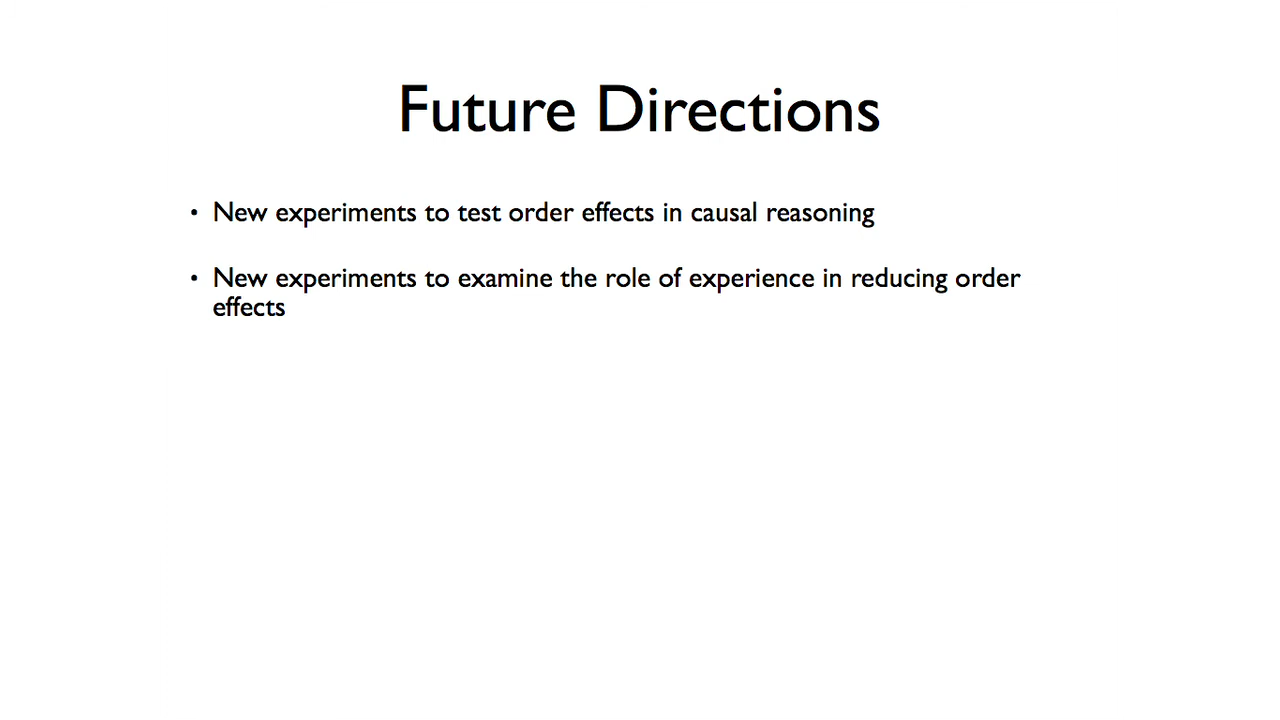 Future Directions
• New experiments to test order effects in causal reasoning
• New experiments to examine the role of experience in reducing order
effects